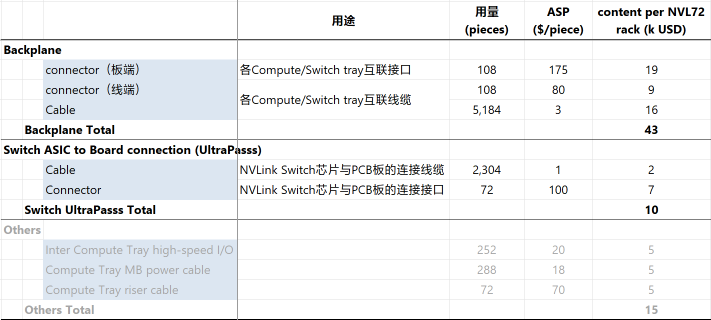 用途 用量 (pieces) ASP ($/piece) content per NVL72 rack (k USD)
Backplane
connector（板端） 各Compute/Switch tray互联接口 108 175 19
connector（线端） 各Compute/Switch tray互联线缆 108 80 9
Cable 5,184 3 16
Backplane Total 43
Switch ASIC to Board connection (UltraPasss)
Cable NVLink Switch芯片与PCB板的连接线缆 2,304 1 2
Connector NVLink Switch芯片与PCB板的连接接口 72 100 7
Switch UltraPasss Total 10
Others
Inter Compute Tray high-speed I/O 252 20 5
Compute Tray MB power cable 288 18 5
Compute Tray riser cable 72 70 5
Others Total 15